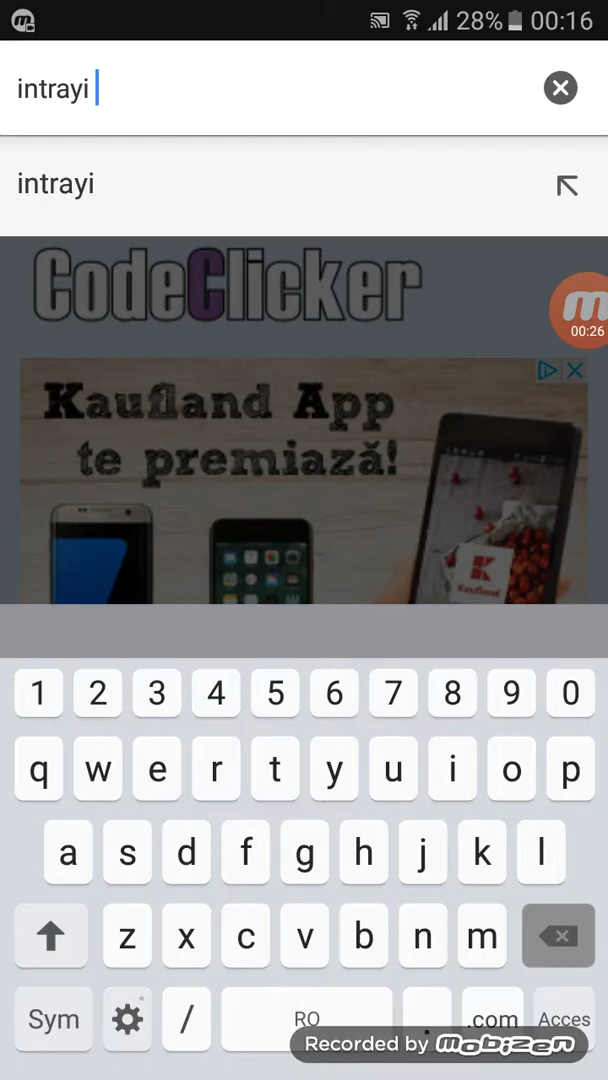 28% 00:16
intrayi
intrayi
CodeClicker
00:26
Kaufland App
te premiază!
K
Kaufland
1 2 3 4 5 6 7 8 9 0
q w e r t y u i o p
a s d f g h j k l
z x c v b n m
Sym / RO . .com Acces
Recorded by mobizen